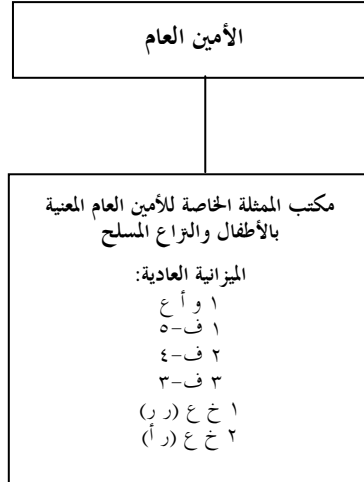 الأمين العام
مكتب الممثلة الخاصة للأمين العام المعنية
بالأطفال والتراع المسلح
الميزانية العادية:
١ و أ ع
١ ف-٥
٢ ف-٤
٣ ف-٣
١ خ ع (ر ر)
٢ خ ع (ر أ)